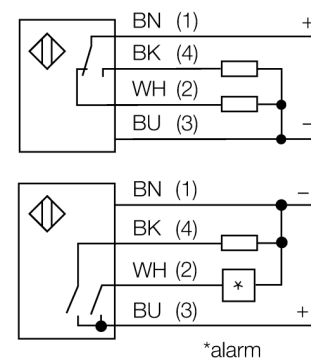 BN (1) +
BK (4)
WH (2)
BU (3) −
BN (1) −
BK (4)
WH (2)
*
BU (3) +
*alarm